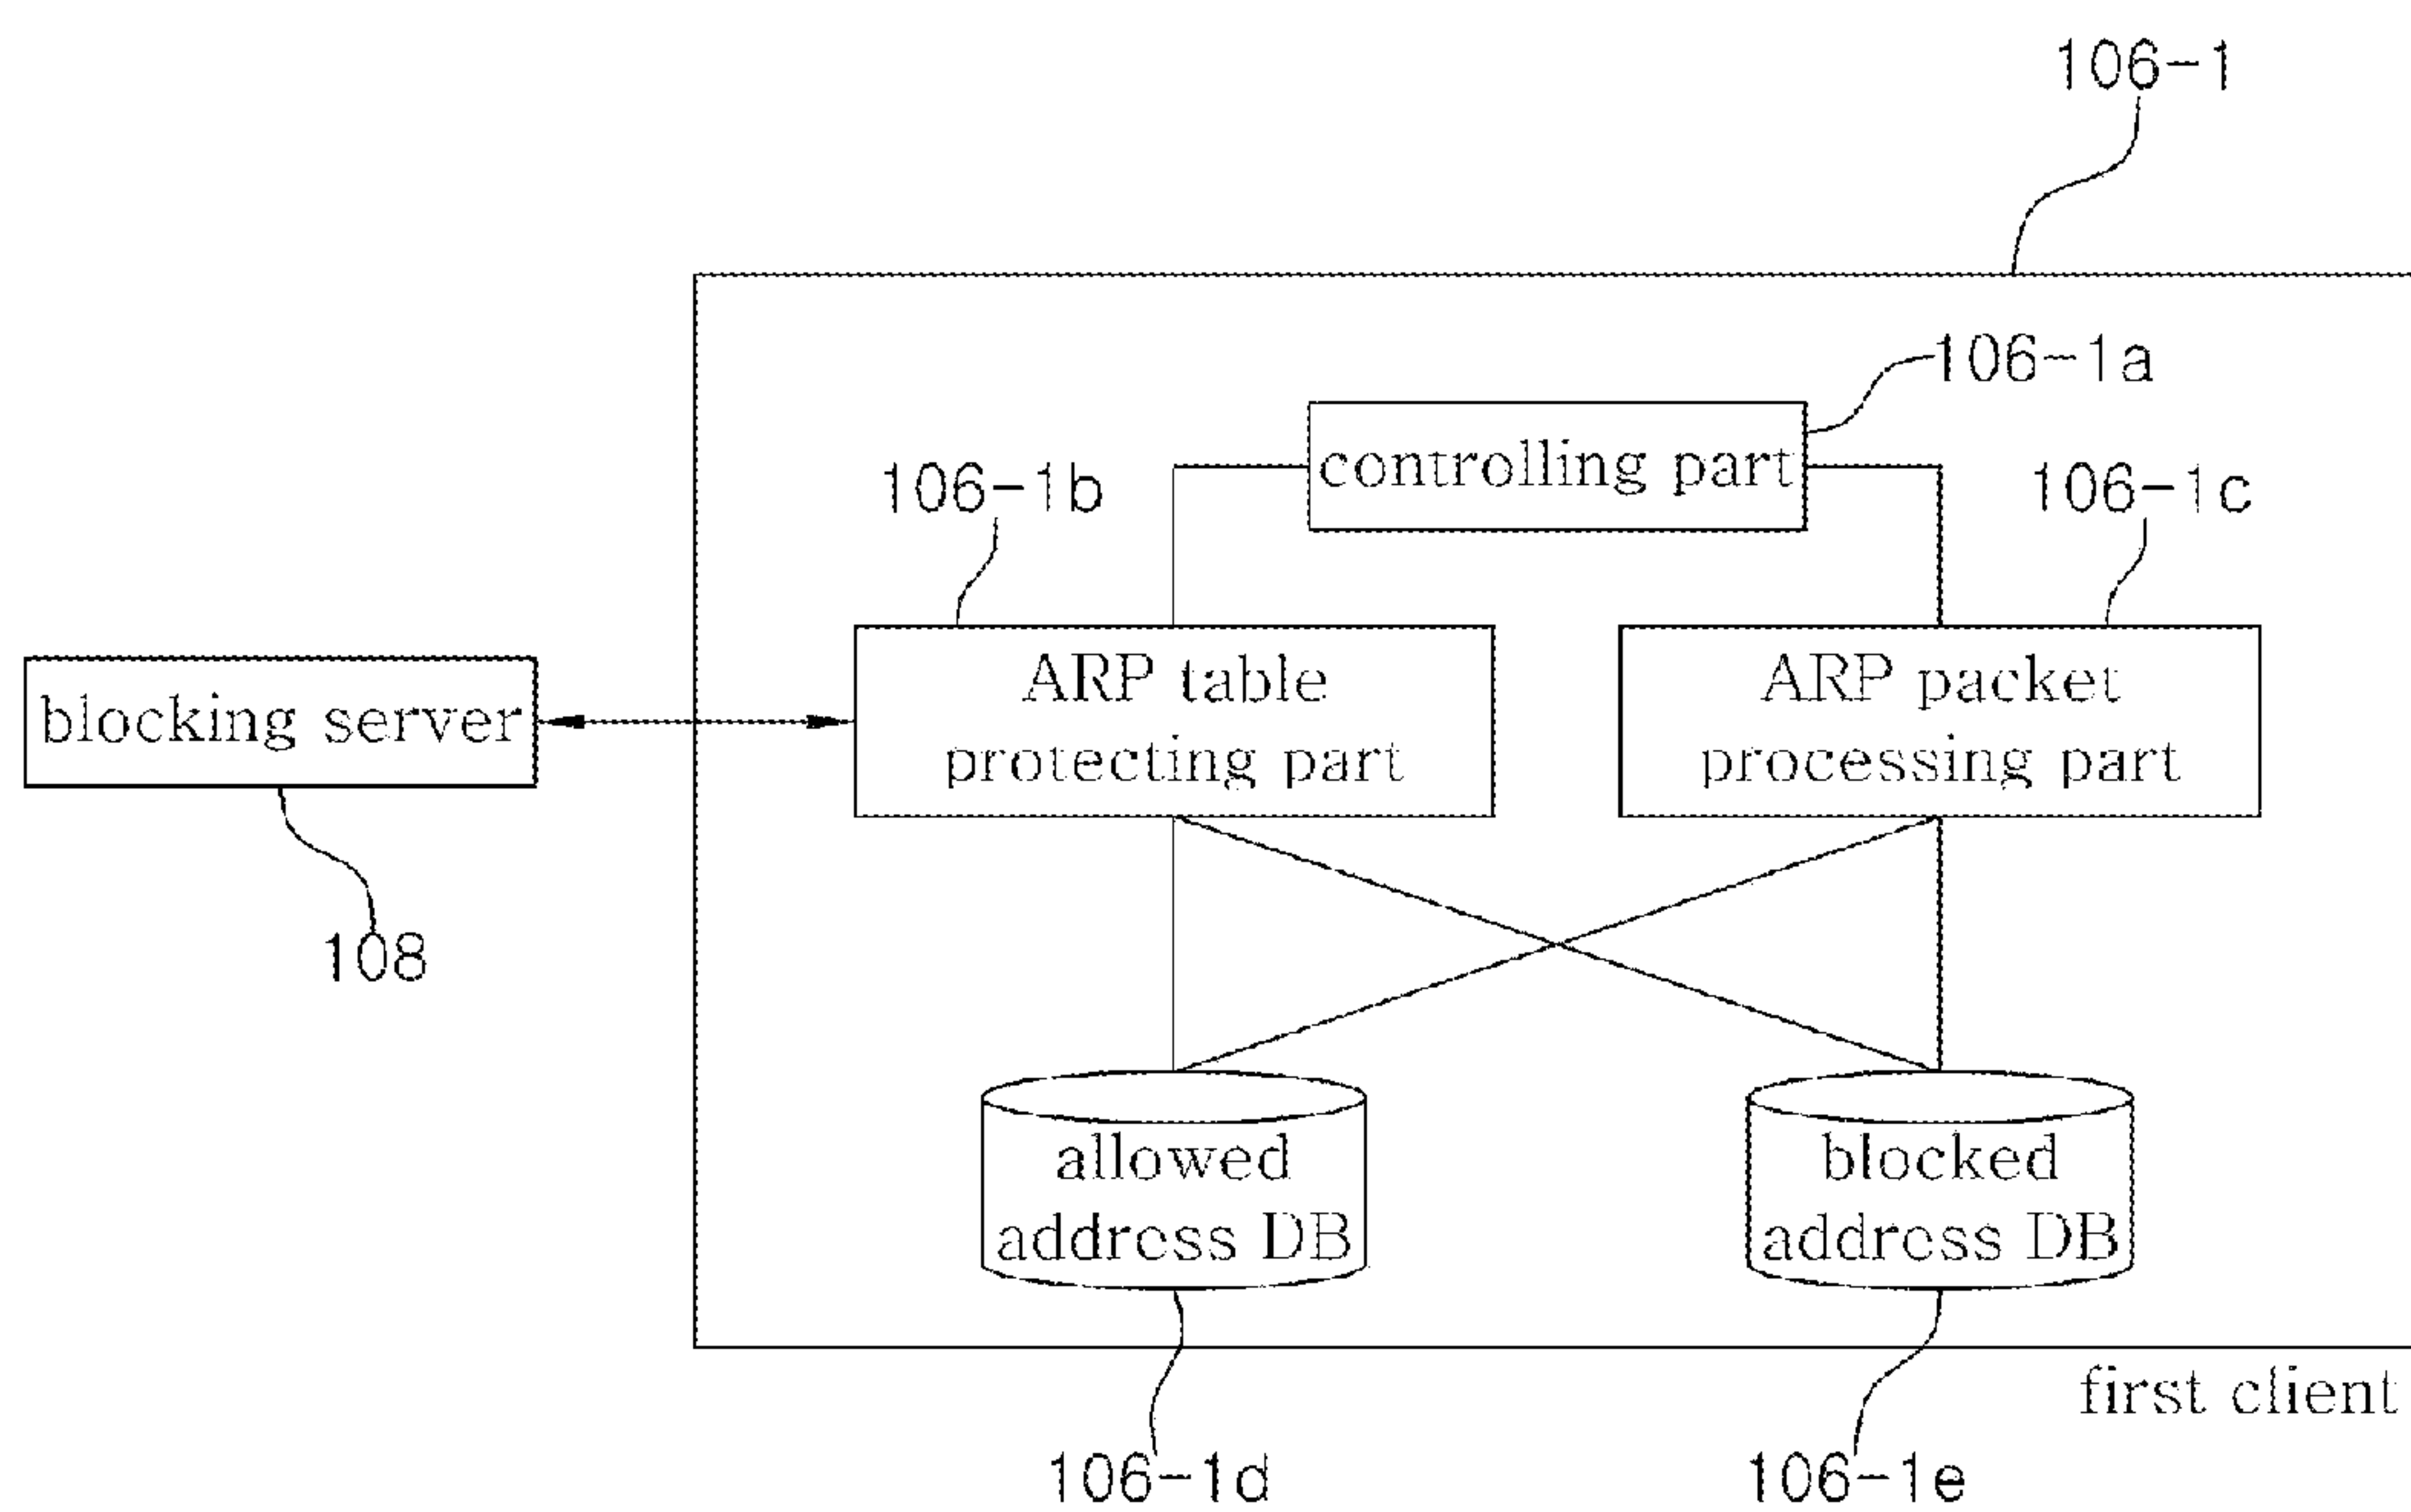 106-1
106-1a
controlling part
106-1b
106-1c
ARP table
protecting part
ARP packet
processing part
blocking server
108
allowed
address DB
blocked
address DB
first client
106-1d
106-1e